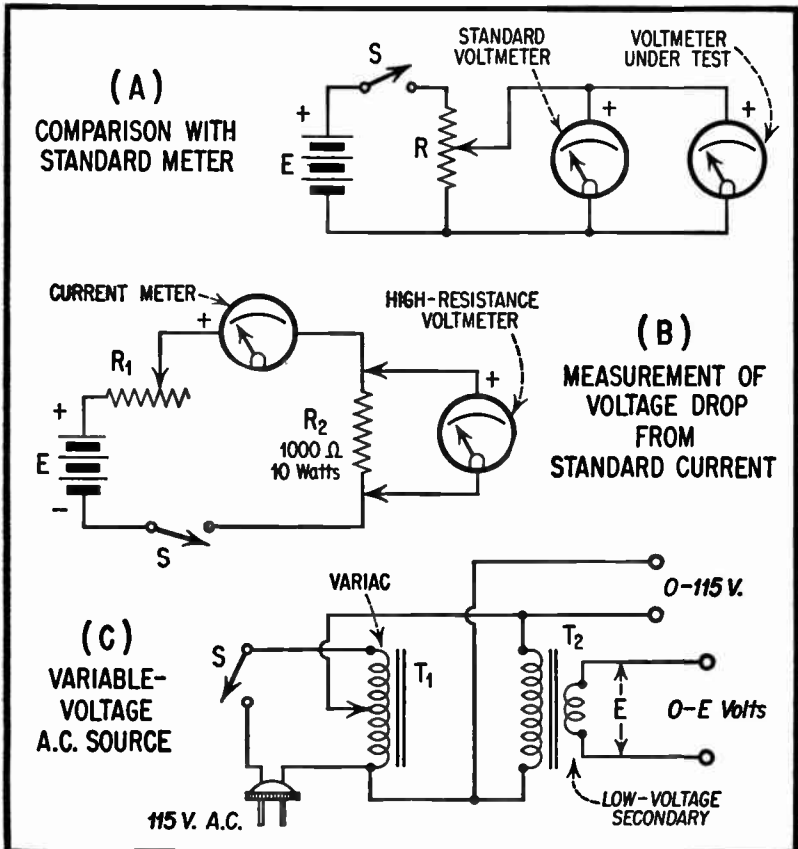 (A)
COMPARISON WITH
STANDARD METER
S
+
E
R
STANDARD
VOLTMETER
+
VOLTMETER
UNDER TEST
+
CURRENT METER
+
R1
+
E
-
S
R2
1000 Ω
10 Watts
HIGH-RESISTANCE
VOLTMETER
+
(B)
MEASUREMENT OF
VOLTAGE DROP
FROM
STANDARD CURRENT
(C)
VARIABLE-
VOLTAGE
A.C. SOURCE
S
115 V. A.C.
VARIAC
T1
T2
0-115 V.
E
0-E Volts
LOW-VOLTAGE
SECONDARY